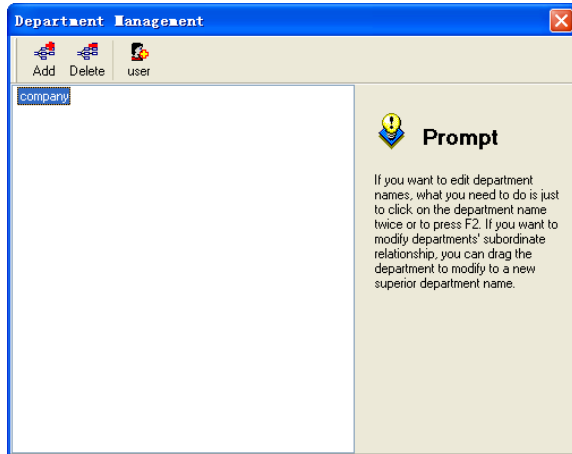 Department Management
Add Delete user
company
Prompt
If you want to edit department
names, what you need to do is just
to click on the department name
twice or to press F2. If you want to
modify departments' subordinate
relationship, you can drag the
department to modify to a new
superior department name.